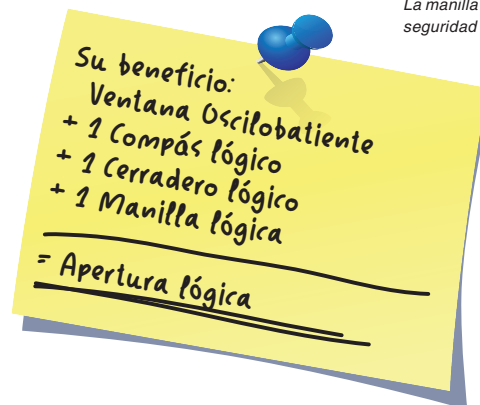 La manilla
seguridad
Su beneficio:
Ventana Oscilobatiente
+ 1 Compás lógico
+ 1 Cerradero lógico
+ 1 Manilla lógica
= Apertura lógica